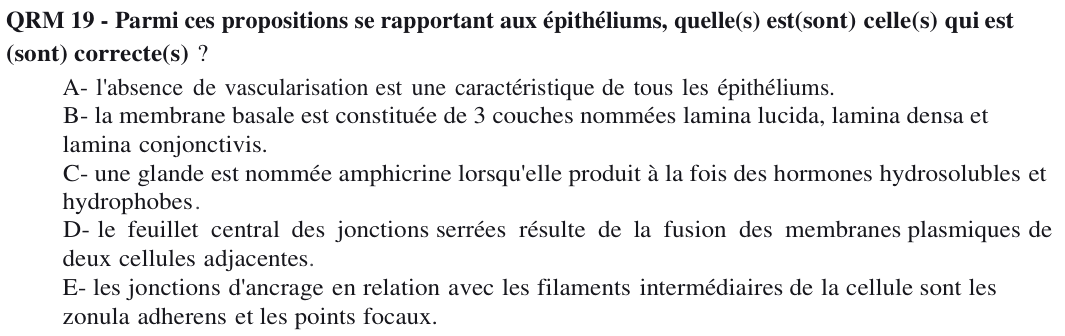 QRM 19 - Parmi ces propositions se rapportant aux épithéliums, quelle(s) est(sont) celle(s) qui est
(sont) correcte(s) ?
A- l'absence de vascularisation est une caractéristique de tous les épithéliums.
B- la membrane basale est constituée de 3 couches nommées lamina lucida, lamina densa et
lamina conjonctivis.
C- une glande est nommée amphicrine lorsqu'elle produit à la fois des hormones hydrosolubles et
hydrophobes.
D- le feuillet central des jonctions serrées résulte de la fusion des membranes plasmiques de
deux cellules adjacentes.
E- les jonctions d'ancrage en relation avec les filaments intermédiaires de la cellule sont les
zonula adherens et les points focaux.